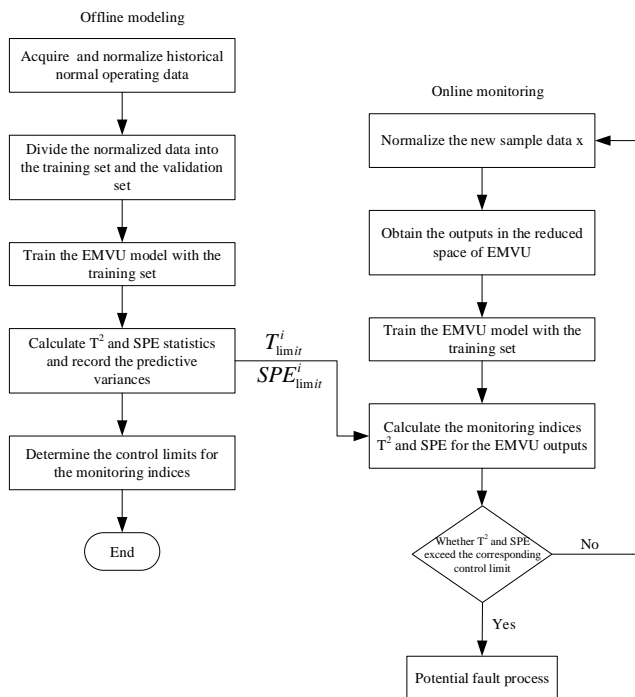 Offline modeling
Acquire and normalize historical
normal operating data
Divide the normalized data into
the training set and the validation
set
Train the EMVU model with the
training set
Calculate T² and SPE statistics
and record the predictive
variances
Determine the control limits for
the monitoring indices
End
T^i_limit
SPE^i_limit
Online monitoring
Normalize the new sample data x
Obtain the outputs in the reduced
space of EMVU
Train the EMVU model with the
training set
Calculate the monitoring indices
T² and SPE for the EMVU outputs
Whether T² and SPE
exceed the corresponding
control limit
No
Yes
Potential fault process